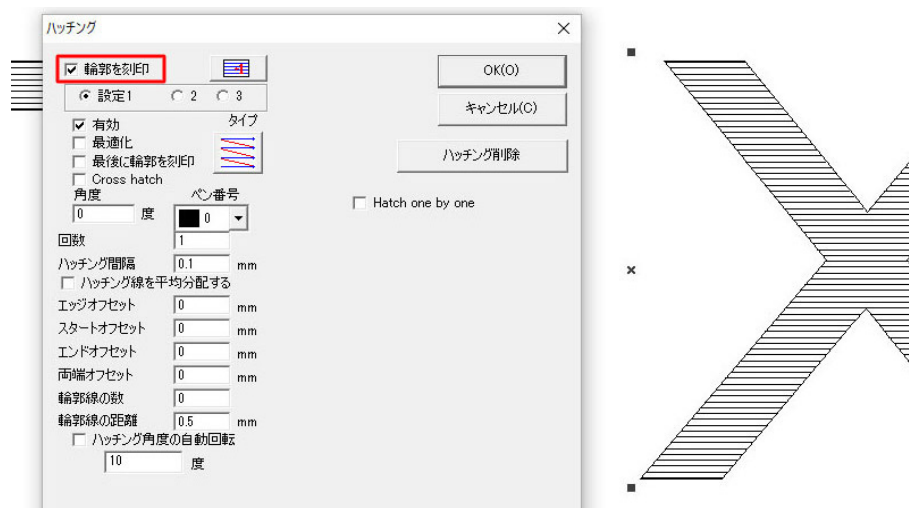 ハッチング
輪郭を刻印
設定1 2 3
有効 タイプ
最適化
最後に輪郭を刻印
Cross hatch
角度 ペン番号
0 度 0
回数 1
ハッチング間隔 0.1 mm
ハッチング線を平均分配する
エッジオフセット 0 mm
スタートオフセット 0 mm
エンドオフセット 0 mm
両端オフセット 0 mm
輪郭線の数 0
輪郭線の距離 0.5 mm
ハッチング角度の自動回転
10 度
OK(O)
キャンセル(C)
ハッチング削除
Hatch one by one